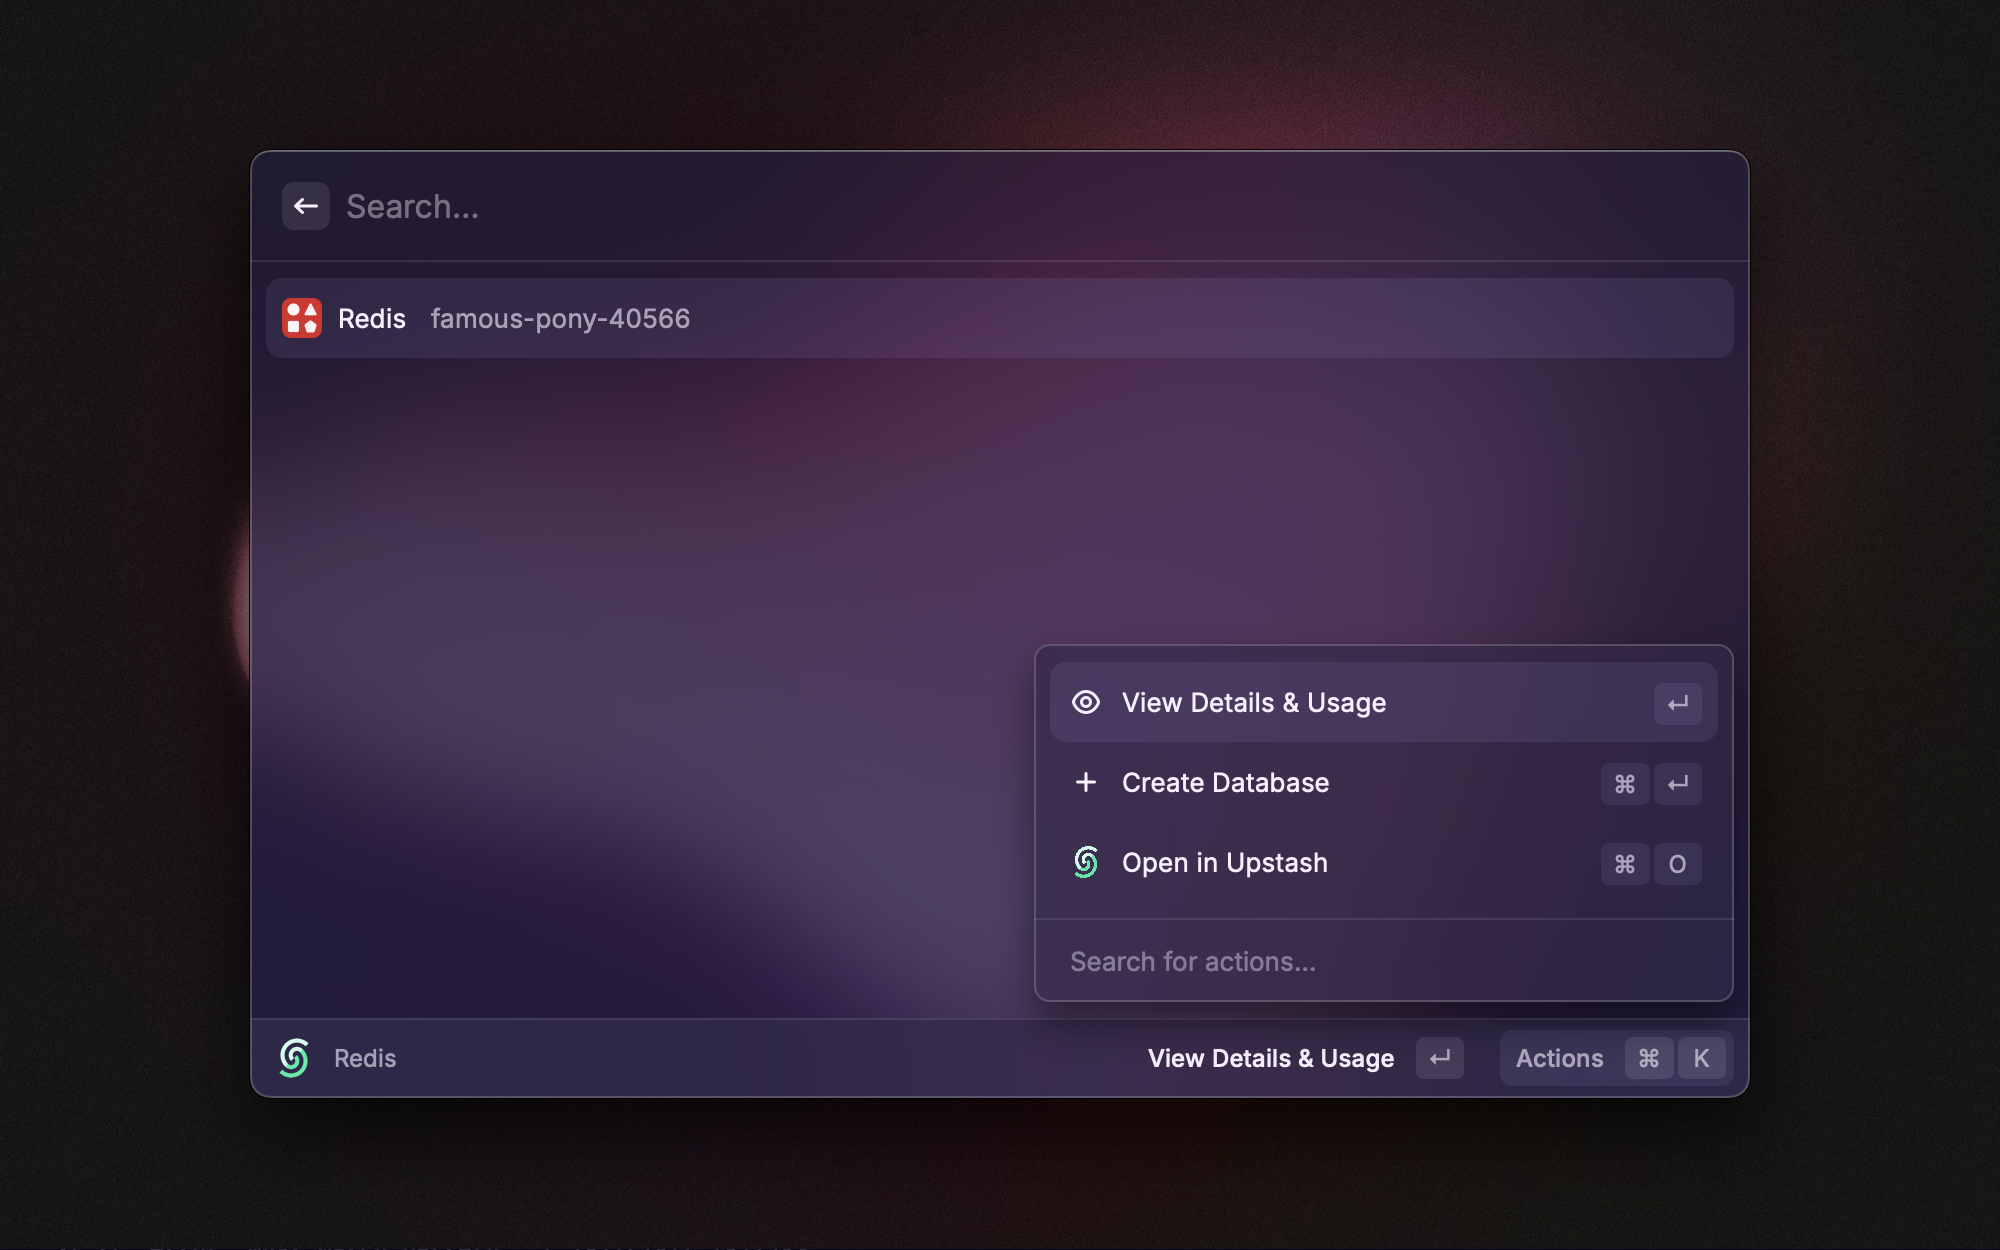 Search...
Redis famous-pony-40566
View Details & Usage ↵
Create Database ⌘ ↵
Open in Upstash ⌘ O
Search for actions...
Redis View Details & Usage ↵ Actions ⌘ K